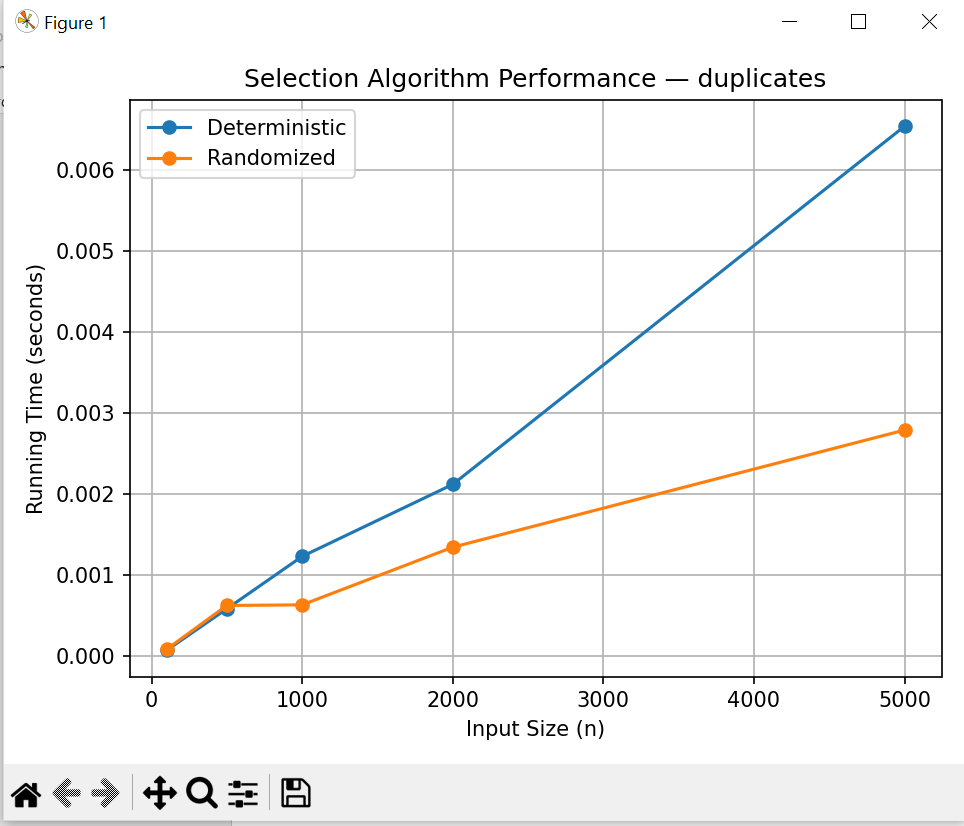 Figure 1
Selection Algorithm Performance — duplicates
Deterministic
Randomized
Running Time (seconds)
0.006
0.005
0.004
0.003
0.002
0.001
0.000
0 1000 2000 3000 4000 5000
Input Size (n)